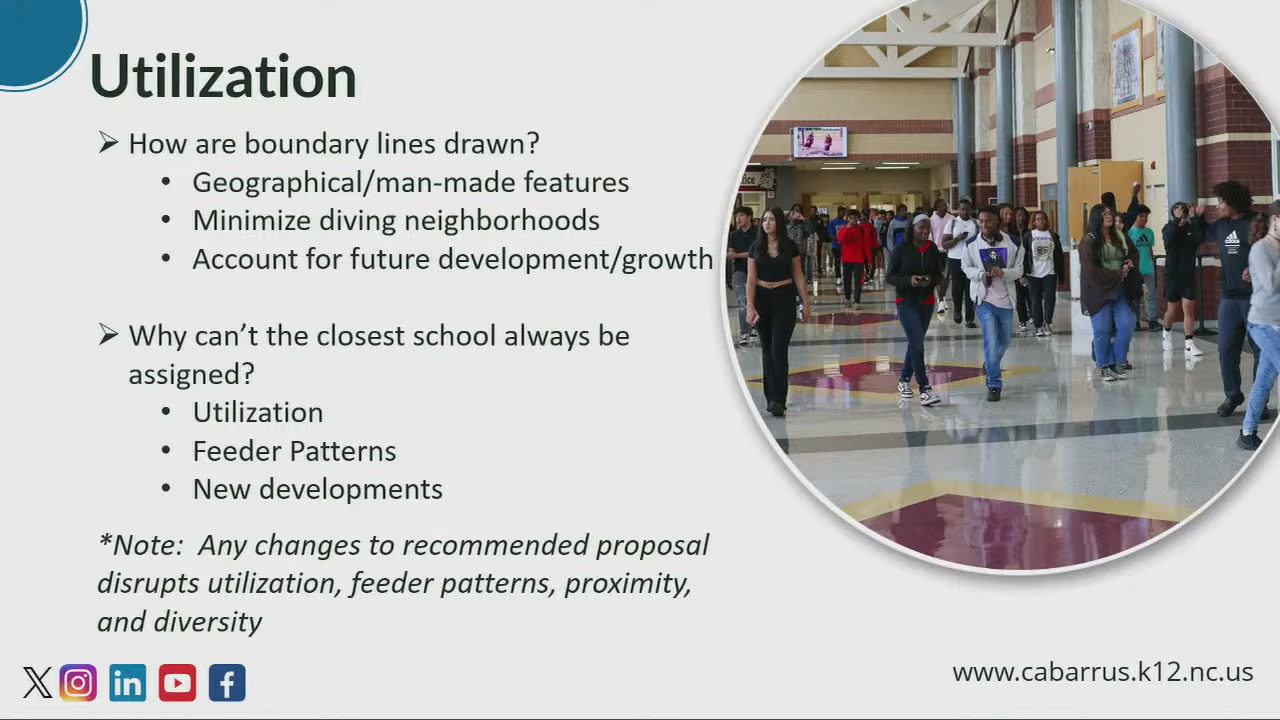 Utilization
➢ How are boundary lines drawn?
• Geographical/man-made features
• Minimize diving neighborhoods
• Account for future development/growth
➢ Why can’t the closest school always be
assigned?
• Utilization
• Feeder Patterns
• New developments
*Note: Any changes to recommended proposal
disrupts utilization, feeder patterns, proximity,
and diversity
www.cabarrus.k12.nc.us